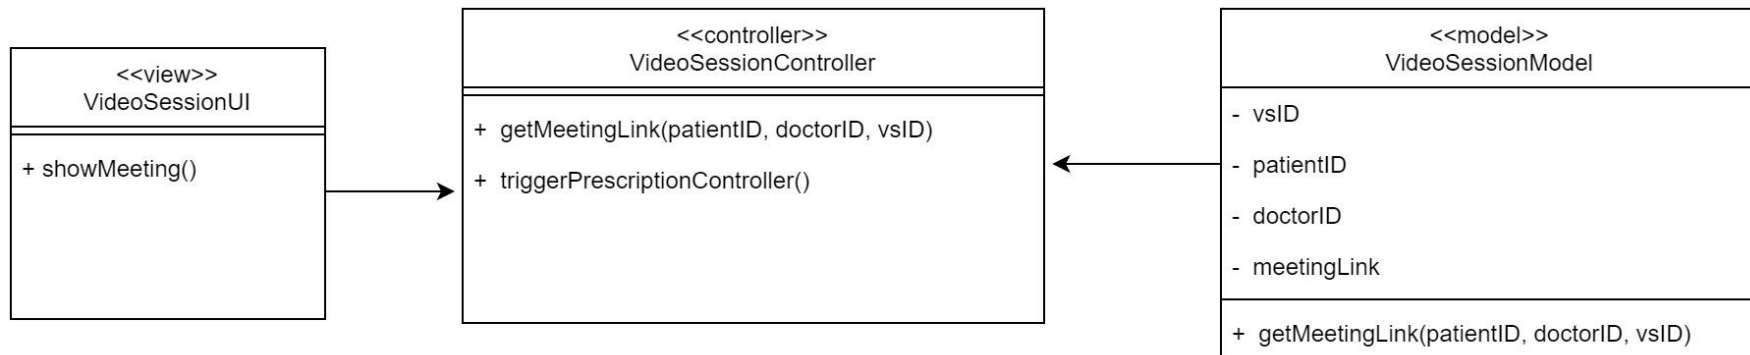 <<view>>
VideoSessionUI
+ showMeeting()
<<controller>>
VideoSessionController
+ getMeetingLink(patientID, doctorID, vsID)
+ triggerPrescriptionController()
<<model>>
VideoSessionModel
- vsID
- patientID
- doctorID
- meetingLink
+ getMeetingLink(patientID, doctorID, vsID)